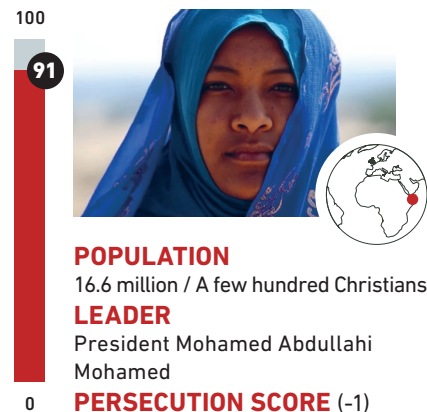 100
91
POPULATION
16.6 million / A few hundred Christians
LEADER
President Mohamed Abdullahi
Mohamed
0
PERSECUTION SCORE (-1)